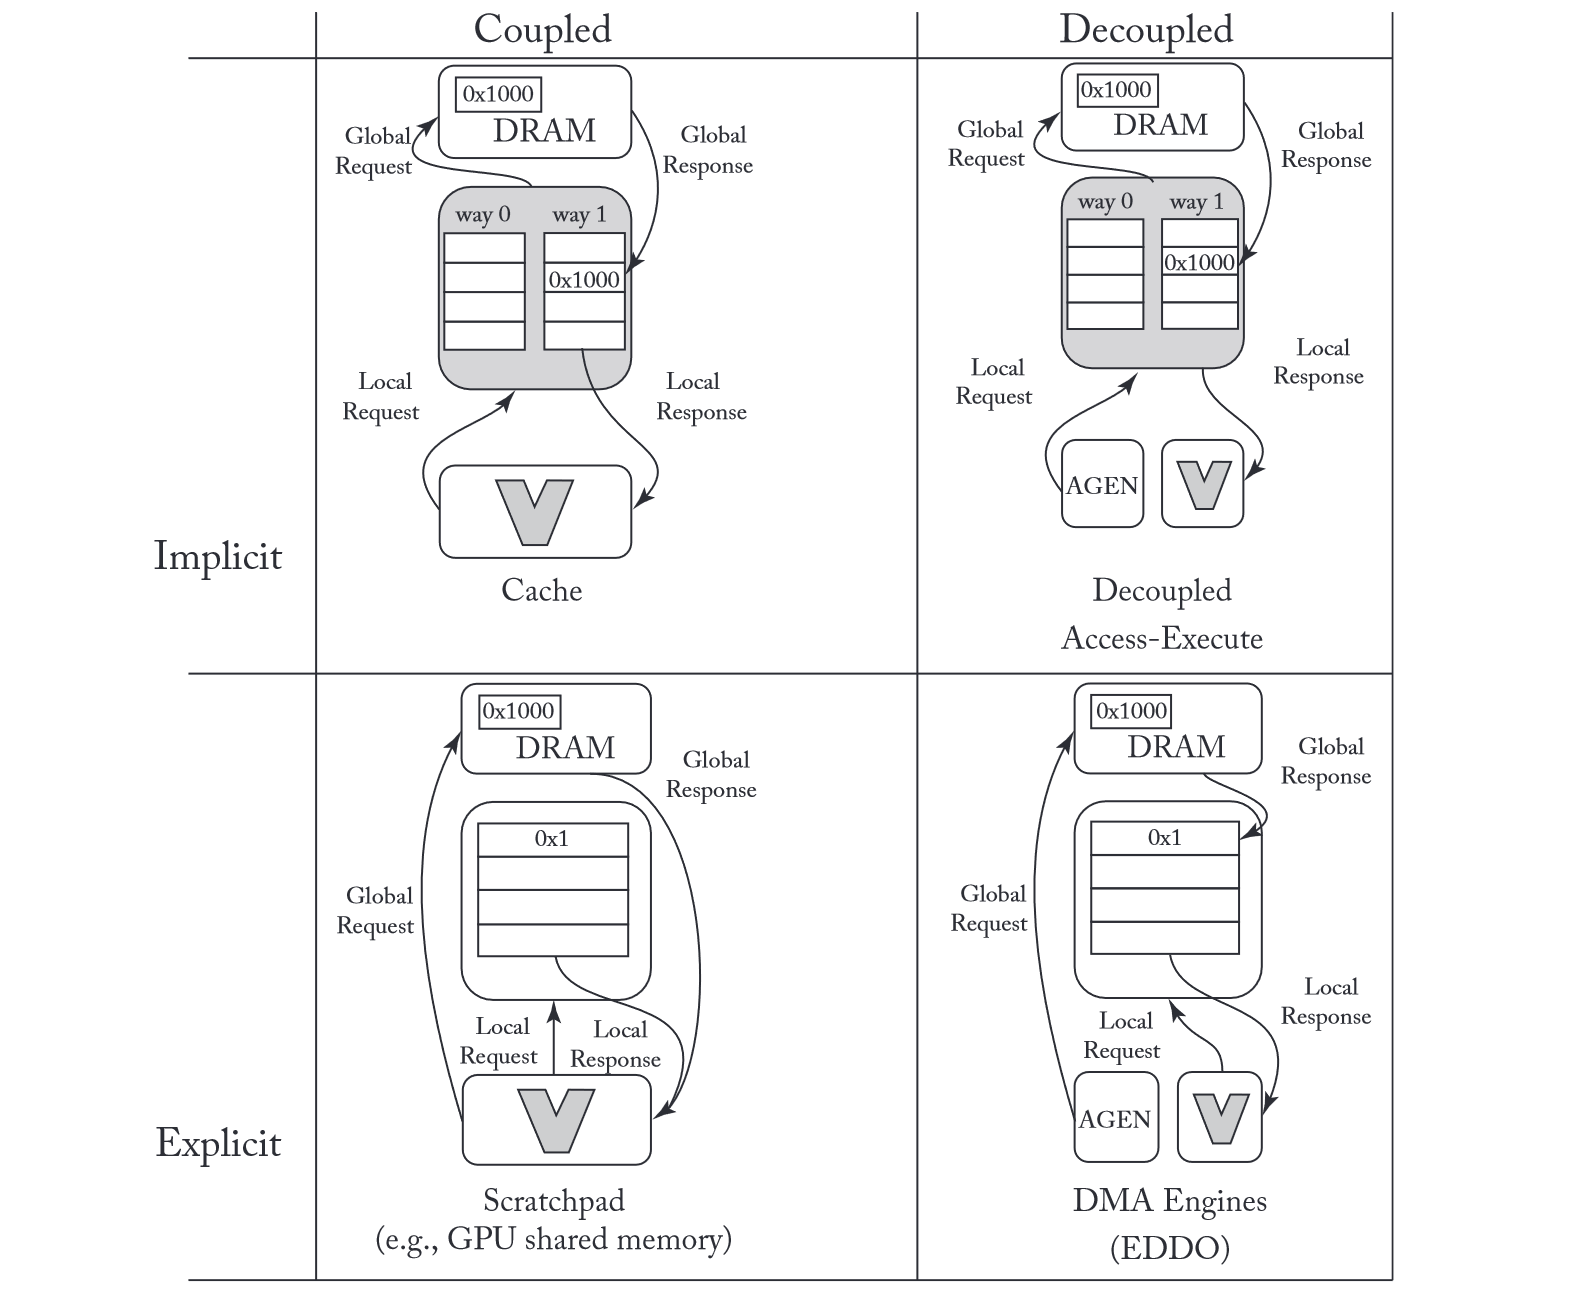 Coupled
Decoupled
Implicit
0x1000
DRAM
Global
Request
Global
Response
way 0
way 1
0x1000
Local
Request
Local
Response
Cache
0x1000
DRAM
Global
Request
Global
Response
way 0
way 1
0x1000
Local
Request
Local
Response
AGEN
Decoupled
Access-Execute
Explicit
0x1000
DRAM
Global
Response
0x1
Global
Request
Local
Request
Local
Response
Scratchpad
(e.g., GPU shared memory)
0x1000
DRAM
Global
Response
0x1
Global
Request
Local
Response
Local
Request
AGEN
DMA Engines
(EDDO)